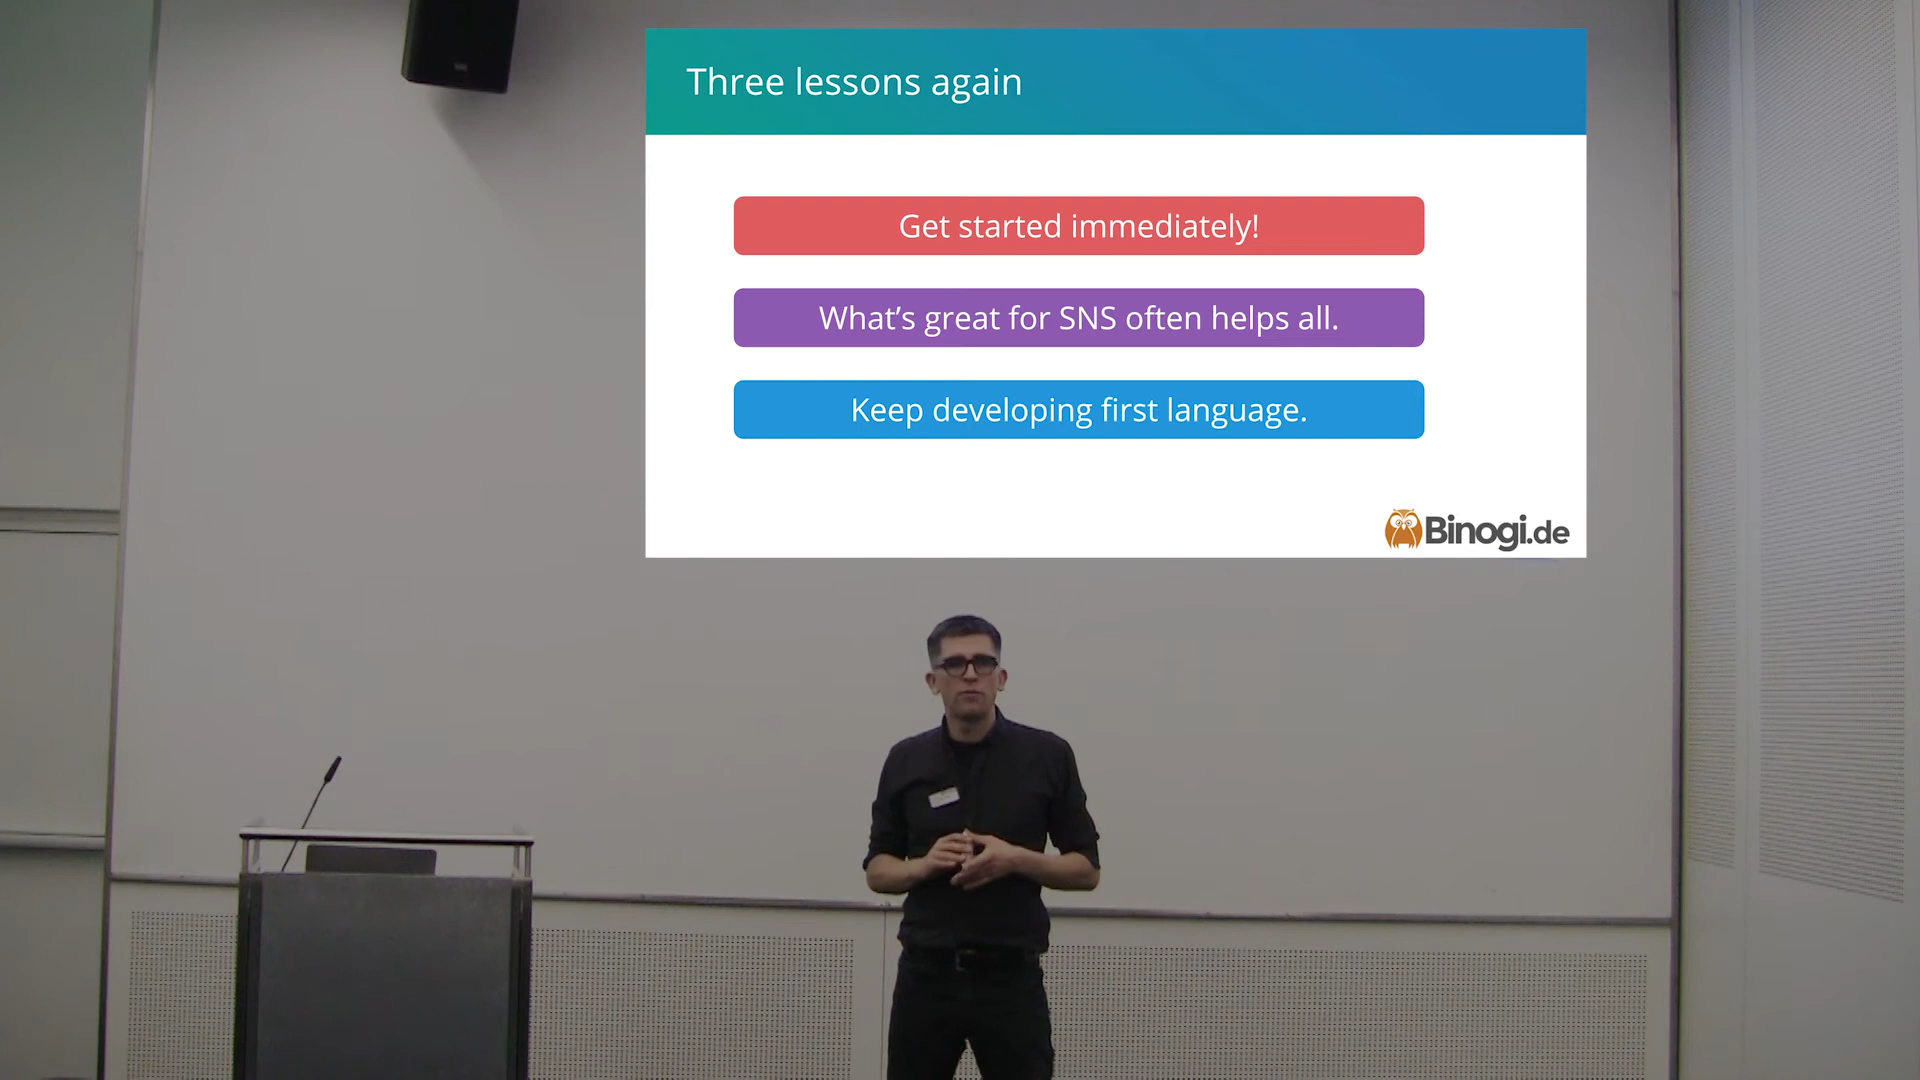 Three lessons again
Get started immediately!
What's great for SNS often helps all.
Keep developing first language.
Binogi.de